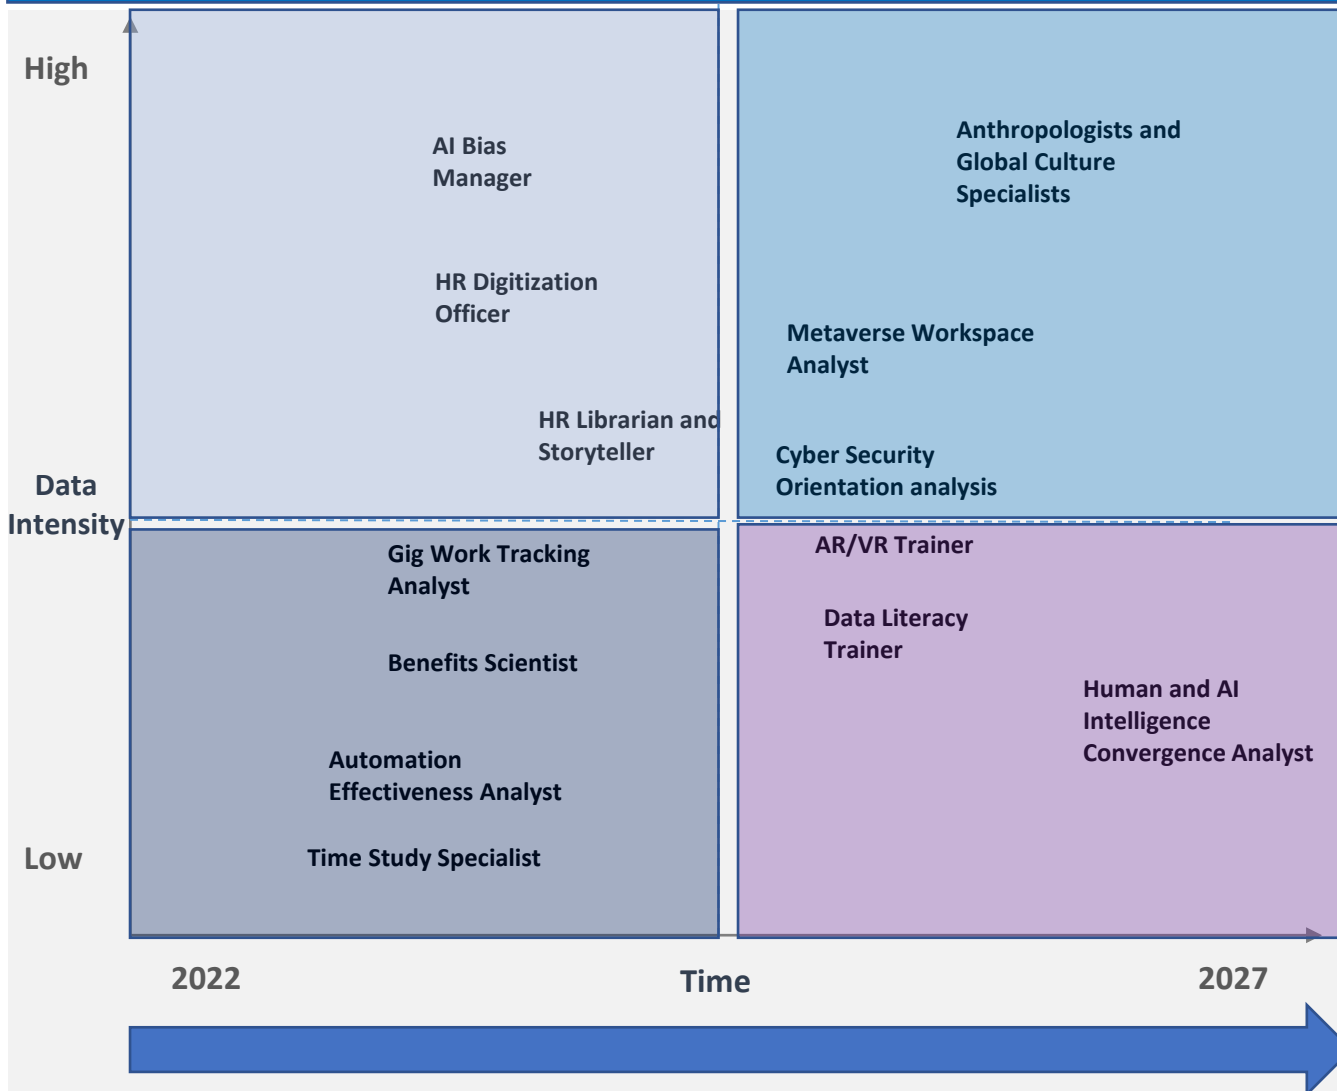 High
AI Bias
Manager
Anthropologists and
Global Culture
Specialists
HR Digitization
Officer
Metaverse Workspace
Analyst
HR Librarian and
Storyteller
Cyber Security
Orientation analysis
Data
Intensity
Gig Work Tracking
Analyst
AR/VR Trainer
Benefits Scientist
Data Literacy
Trainer
Human and AI
Intelligence
Convergence Analyst
Automation
Effectiveness Analyst
Low
Time Study Specialist
2022
Time
2027